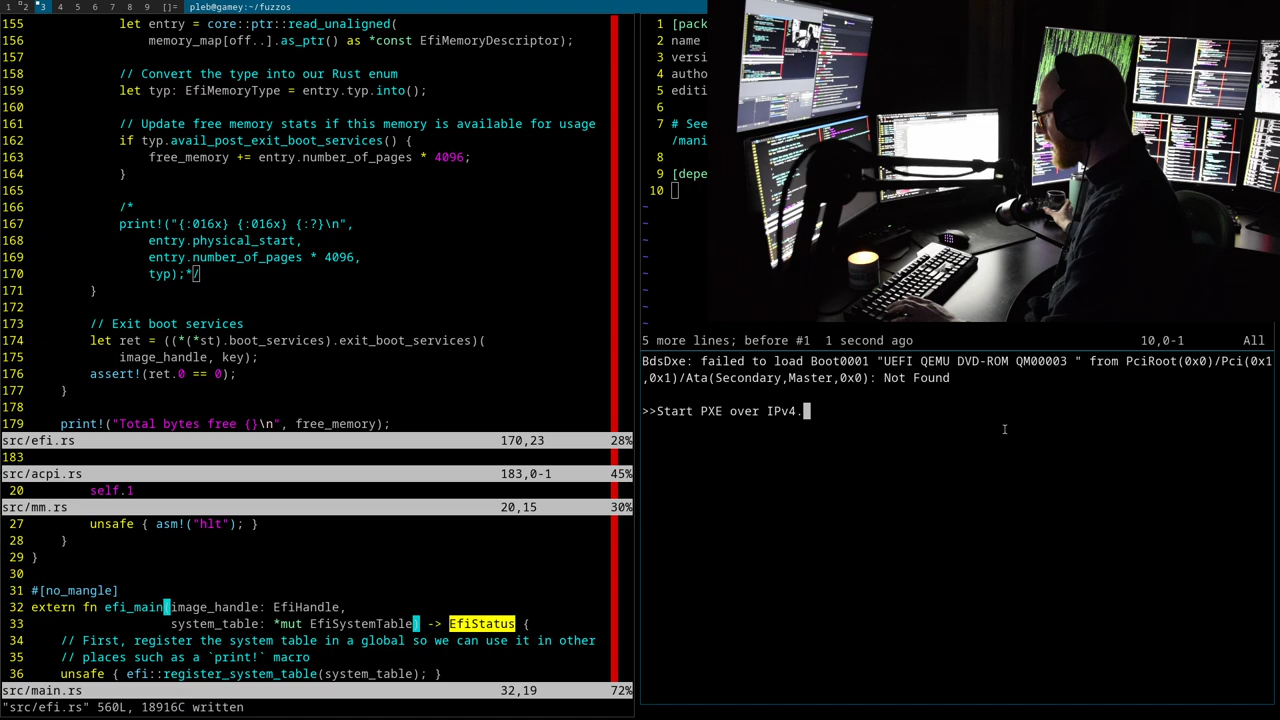 1 2 3 4 5 6 7 8 9 []= pleb@gamey:~/fuzzos
155 let entry = core::ptr::read_unaligned(
156 memory_map[off..].as_ptr() as *const EfiMemoryDescriptor);
157
158 // Convert the type into our Rust enum
159 let typ: EfiMemoryType = entry.typ.into();
160
161 // Update free memory stats if this memory is available for usage
162 if typ.avail_post_exit_boot_services() {
163 free_memory += entry.number_of_pages * 4096;
164 }
165
166 /*
167 print!("{:016x} {:016x} {:?}\n",
168 entry.physical_start,
169 entry.number_of_pages * 4096,
170 typ);*/
171 }
172
173 // Exit boot services
174 let ret = ((*(*st).boot_services).exit_boot_services)(
175 image_handle, key);
176 assert!(ret.0 == 0);
177 }
178
179 print!("Total bytes free {}\n", free_memory);
src/efi.rs 170,23 28%
183
src/acpi.rs 183,0-1 45%
20 self.1
src/mm.rs 20,15 30%
27 unsafe { asm!("hlt"); }
28 }
29 }
30
31 #[no_mangle]
32 extern fn efi_main(image_handle: EfiHandle,
33 system_table: *mut EfiSystemTable) -> EfiStatus {
34 // First, register the system table in a global so we can use it in other
35 // places such as a `print!` macro
36 unsafe { efi::register_system_table(system_table); }
src/main.rs 32,19 72%
"src/efi.rs" 560L, 18916C written
1 [pack
2 name
3 versi
4 autho
5 editi
6
7 # See
/mani
8
9 [depe
10
~
~
~
~
~
~
~
~
5 more lines; before #1 1 second ago 10,0-1 All
BdsDxe: failed to load Boot0001 "UEFI QEMU DVD-ROM QM00003 " from PciRoot(0x0)/Pci(0x1
,0x1)/Ata(Secondary,Master,0x0): Not Found
>>Start PXE over IPv4.